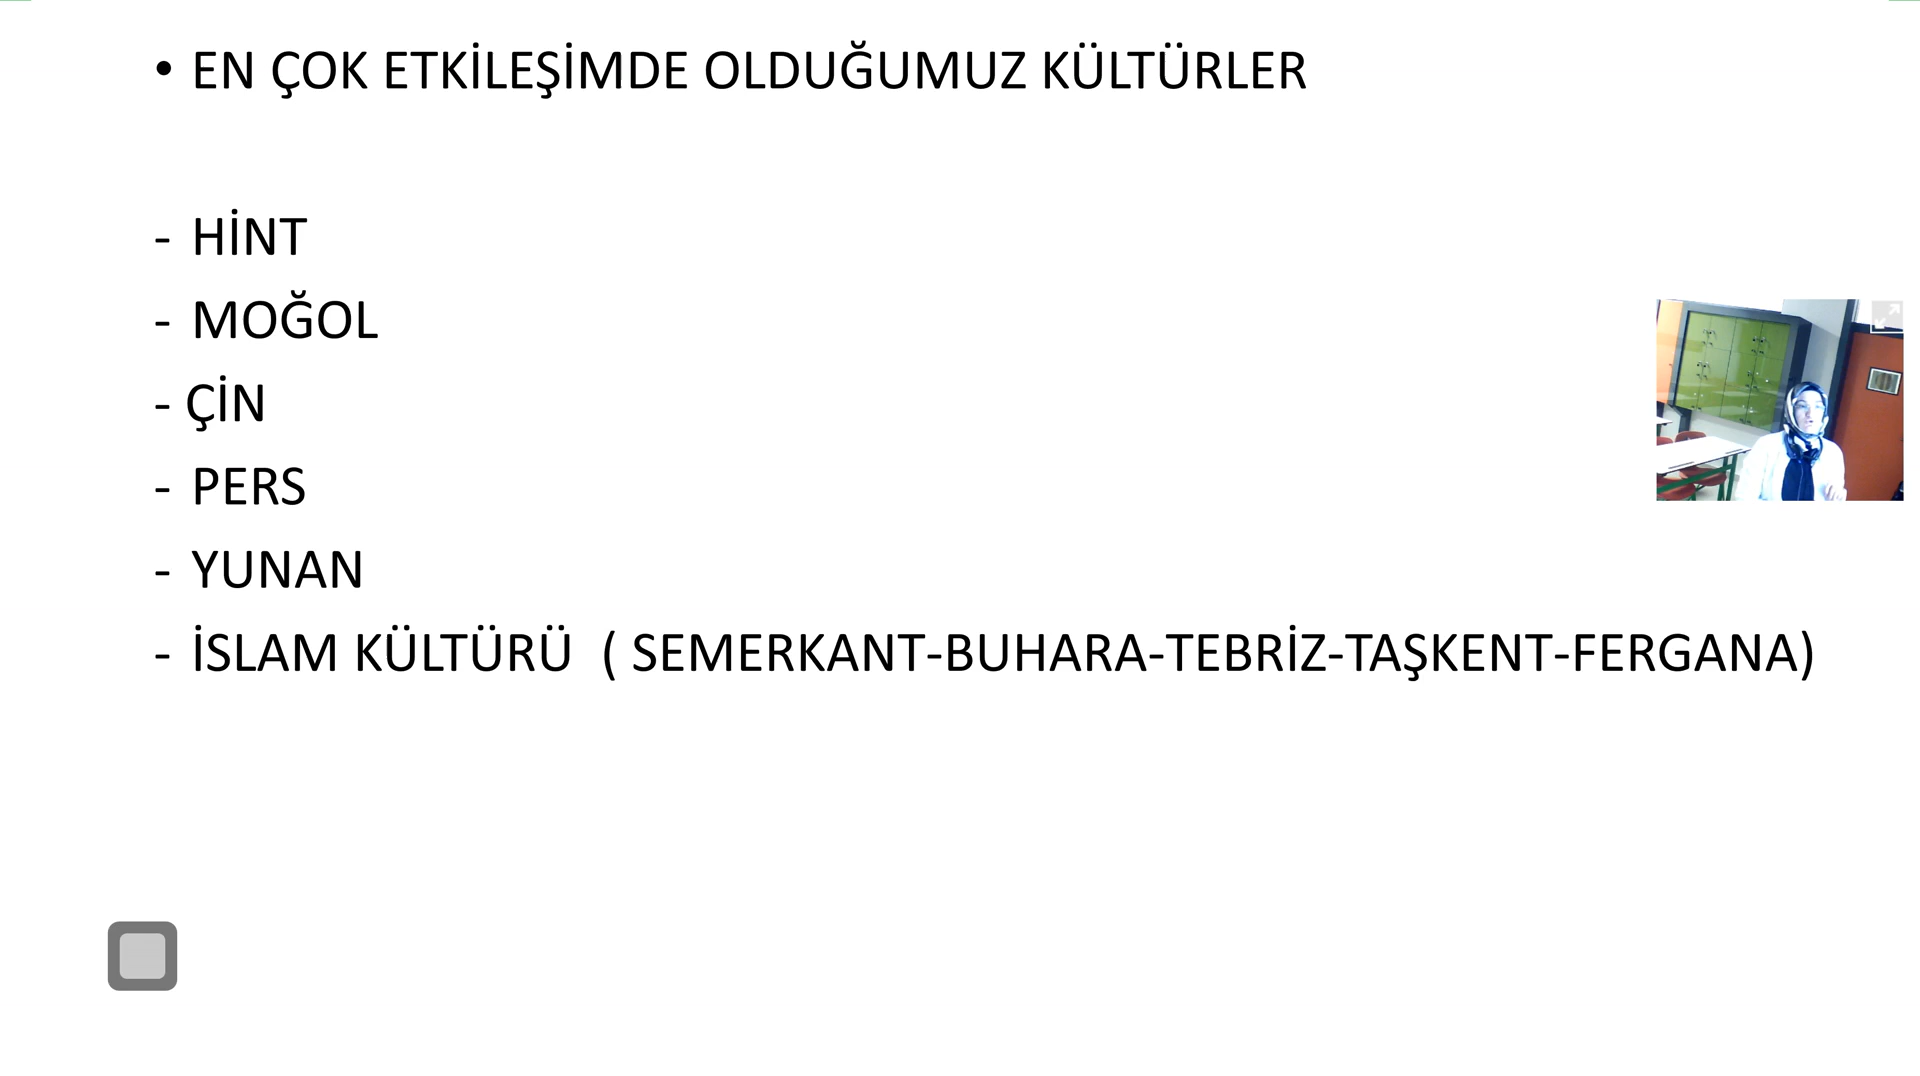 • EN ÇOK ETKİLEŞİMDE OLDUĞUMUZ KÜLTÜRLER
- HİNT
- MOĞOL
- ÇİN
- PERS
- YUNAN
- İSLAM KÜLTÜRÜ ( SEMERKANT-BUHARA-TEBRİZ-TAŞKENT-FERGANA)